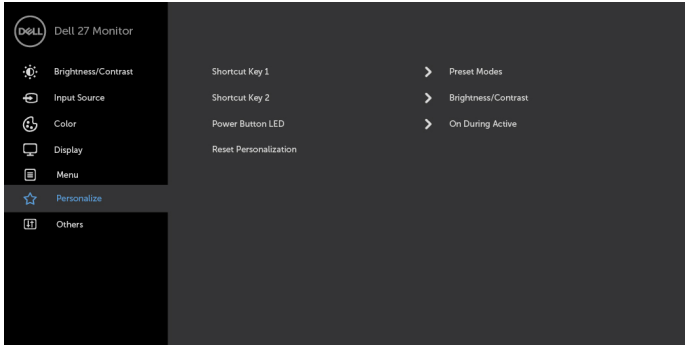 DELL Dell 27 Monitor
Brightness/Contrast
Input Source
Color
Display
Menu
Personalize
Others
Shortcut Key 1 Preset Modes
Shortcut Key 2 Brightness/Contrast
Power Button LED On During Active
Reset Personalization